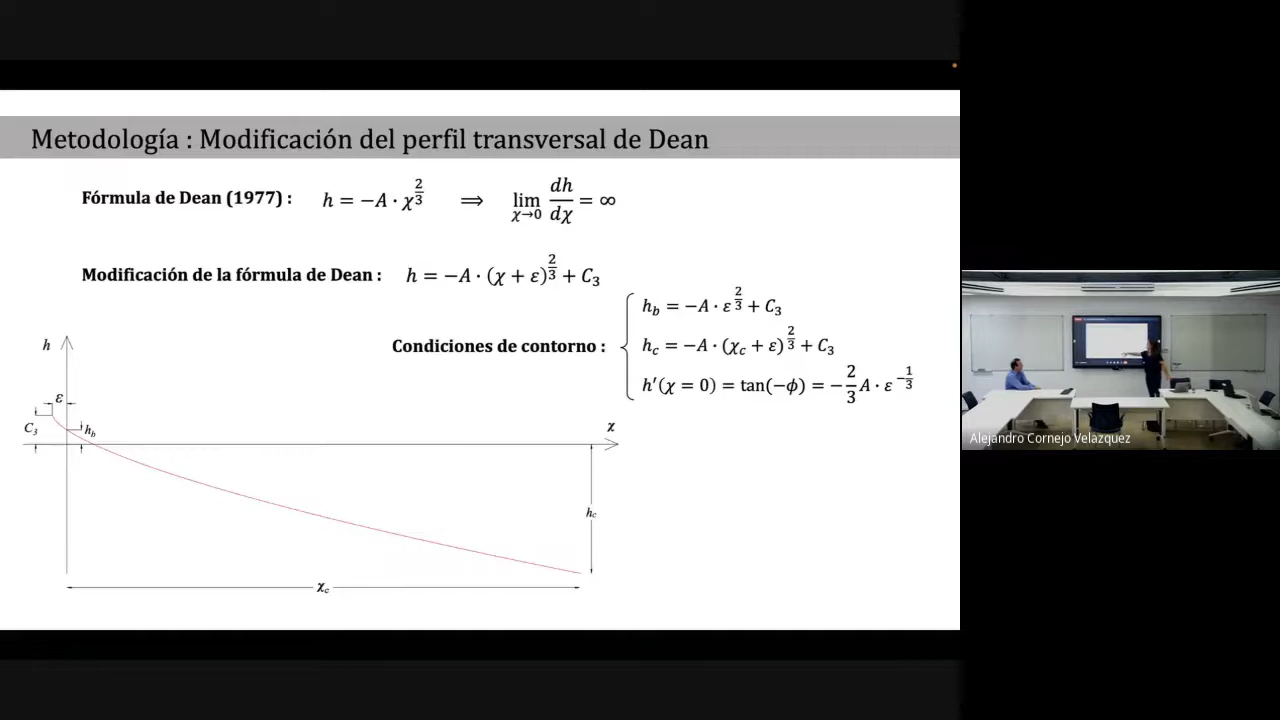 Metodología : Modificación del perfil transversal de Dean
Fórmula de Dean (1977) : h = −A · χ^(2/3) ⟹ lim_(χ→0) dh/dχ = ∞
Modificación de la fórmula de Dean : h = −A · (χ + ε)^(2/3) + C₃
Condiciones de contorno :
h_b = −A · ε^(2/3) + C₃
h_c = −A · (χ_c + ε)^(2/3) + C₃
h′(χ = 0) = tan(−ϕ) = −2/3 A · ε^(−1/3)
h
ε
C₃
h_b
χ
h_c
χ_c
Alejandro Cornejo Velazquez